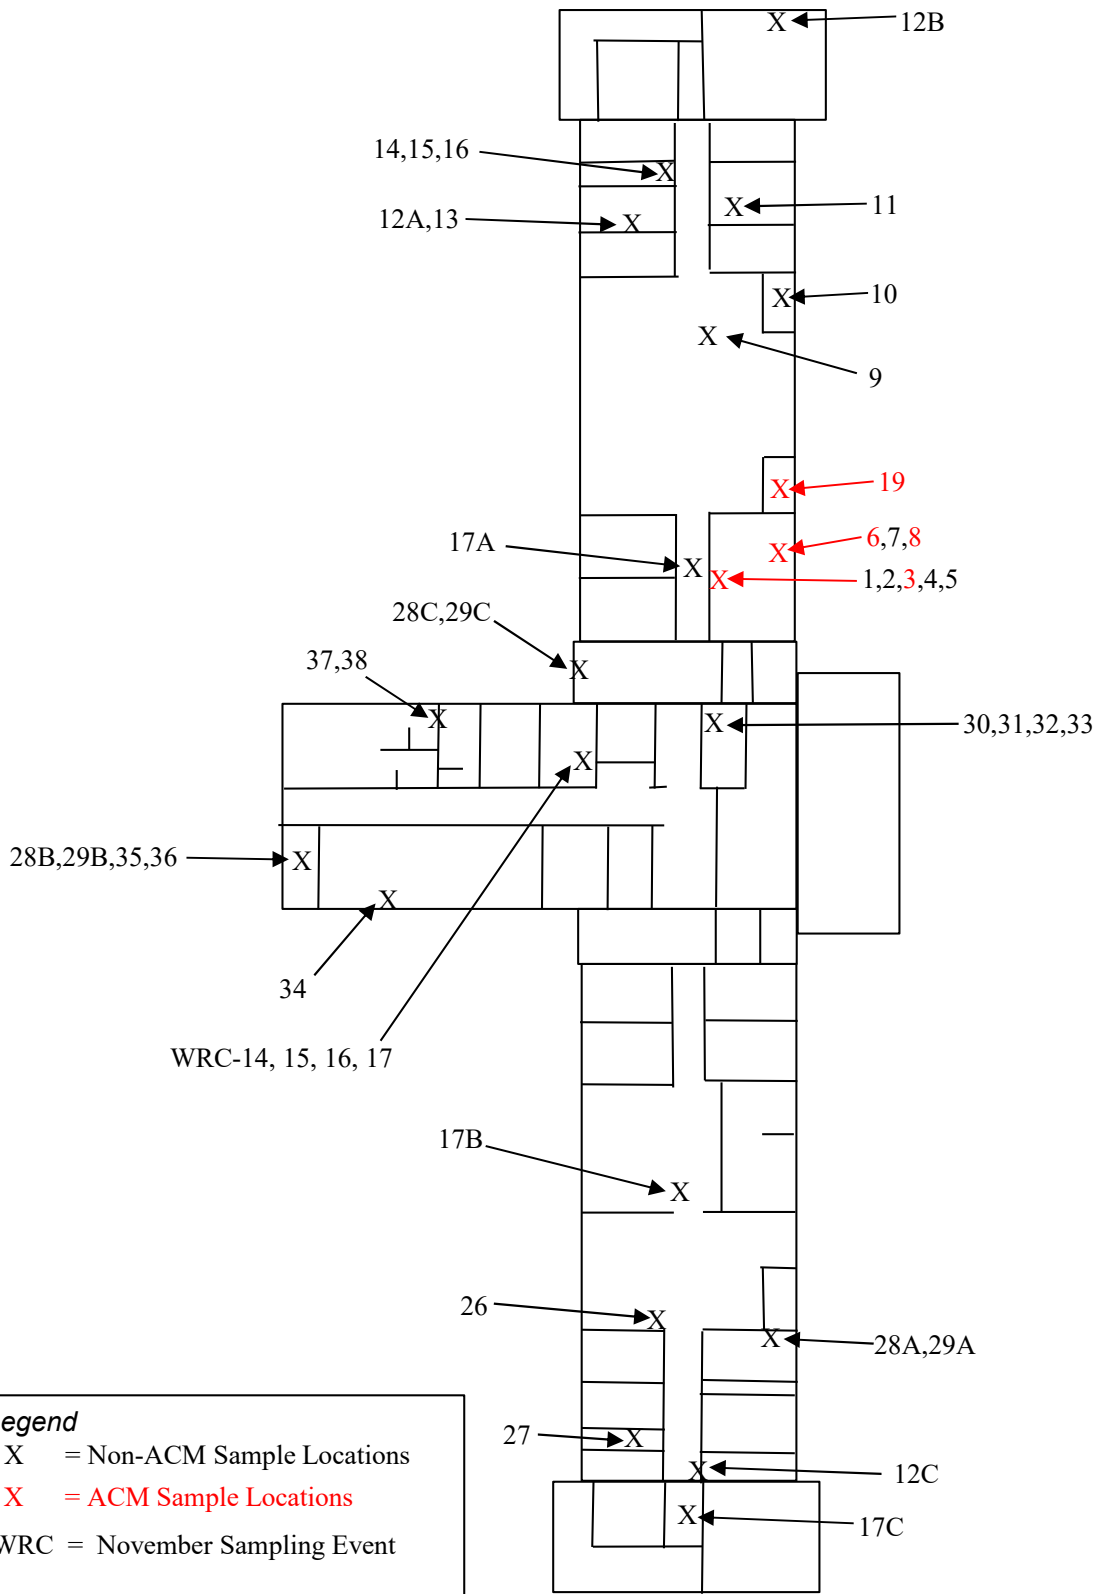 X 12B
14,15,16 X
X 11
12A,13 X
X 10
X
9
X 19
17A X
X 6,7,8
X 1,2,3,4,5
28C,29C
X
37,38
X
X 30,31,32,33
X
28B,29B,35,36 X
X
34
WRC-14, 15, 16, 17
17B
X
26 X
X 28A,29A
27 X
X 12C
X 17C
egend
X = Non-ACM Sample Locations
X = ACM Sample Locations
WRC = November Sampling Event